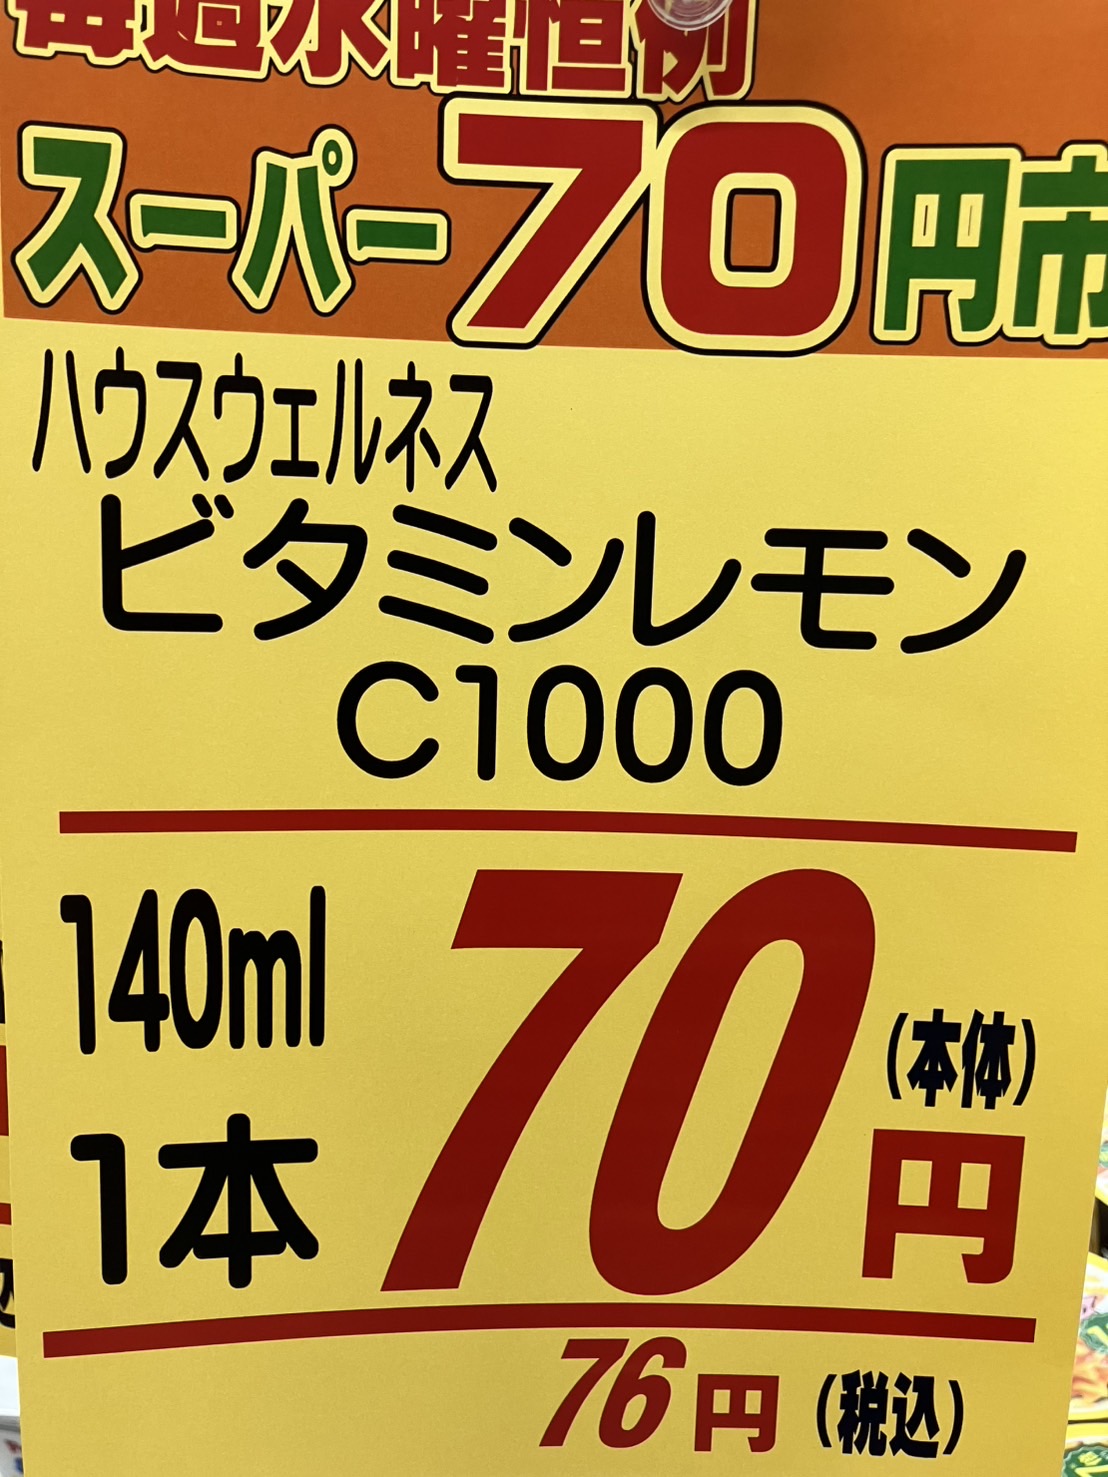 毎週水曜恒例
スーパー70円市
ハウスウェルネス
ビタミンレモン
C1000
140ml
1本
70円
(本体)
76円(税込)